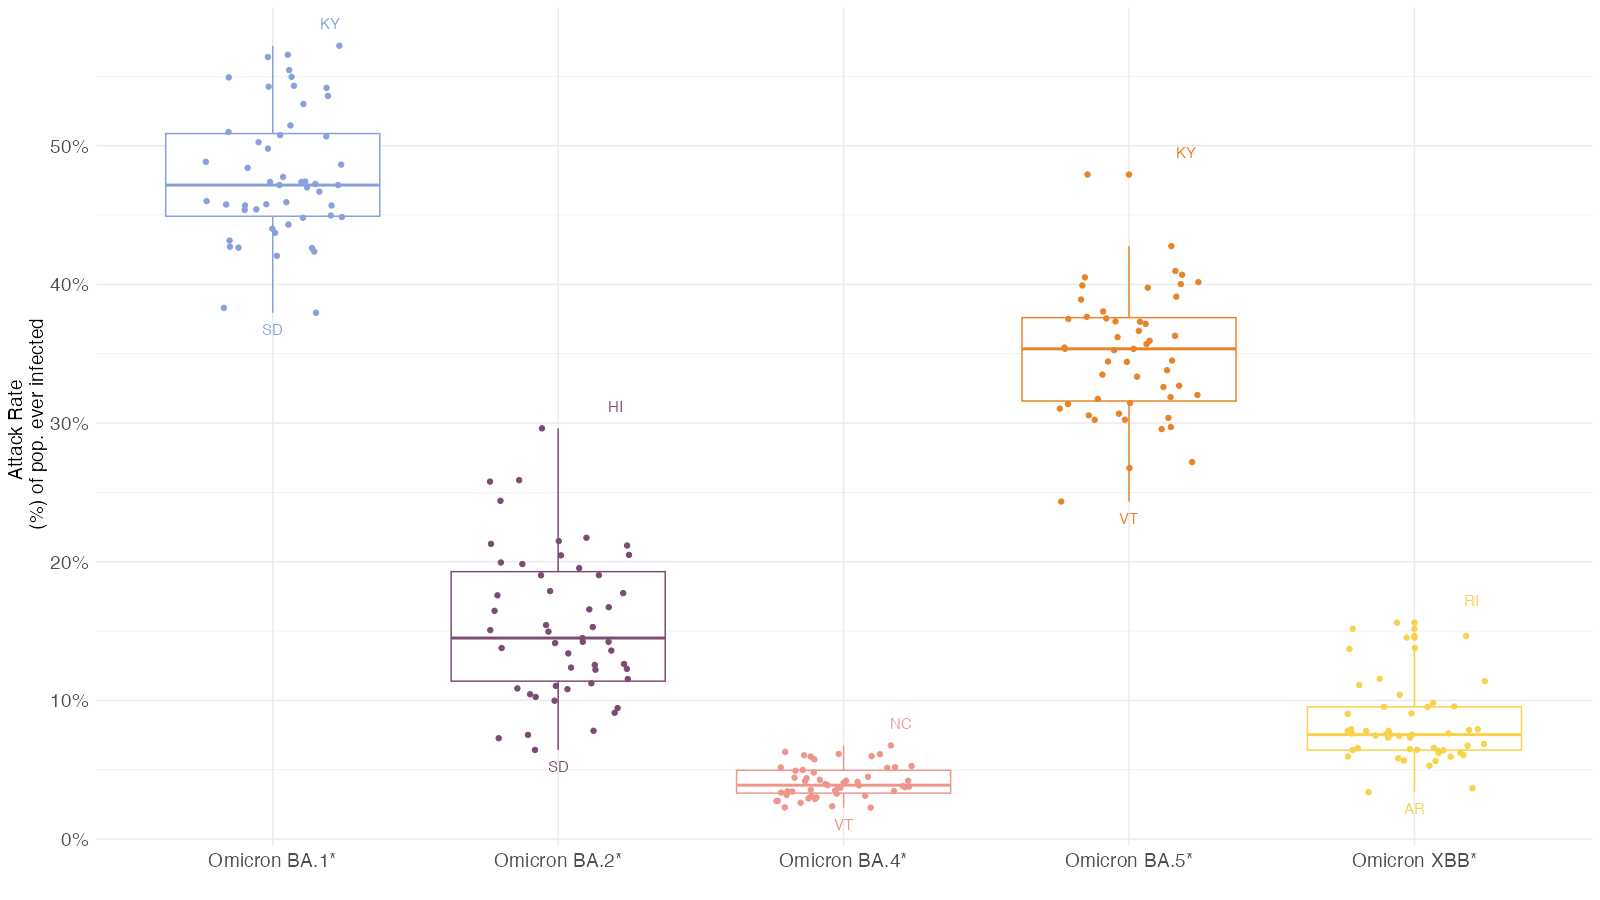 KY
50%
KY
40%
SD
Attack Rate
(%) of pop. ever infected
HI
30%
VT
20%
RI
10%
NC
SD
AR
VT
0%
Omicron BA.1*
Omicron BA.2*
Omicron BA.4*
Omicron BA.5*
Omicron XBB*